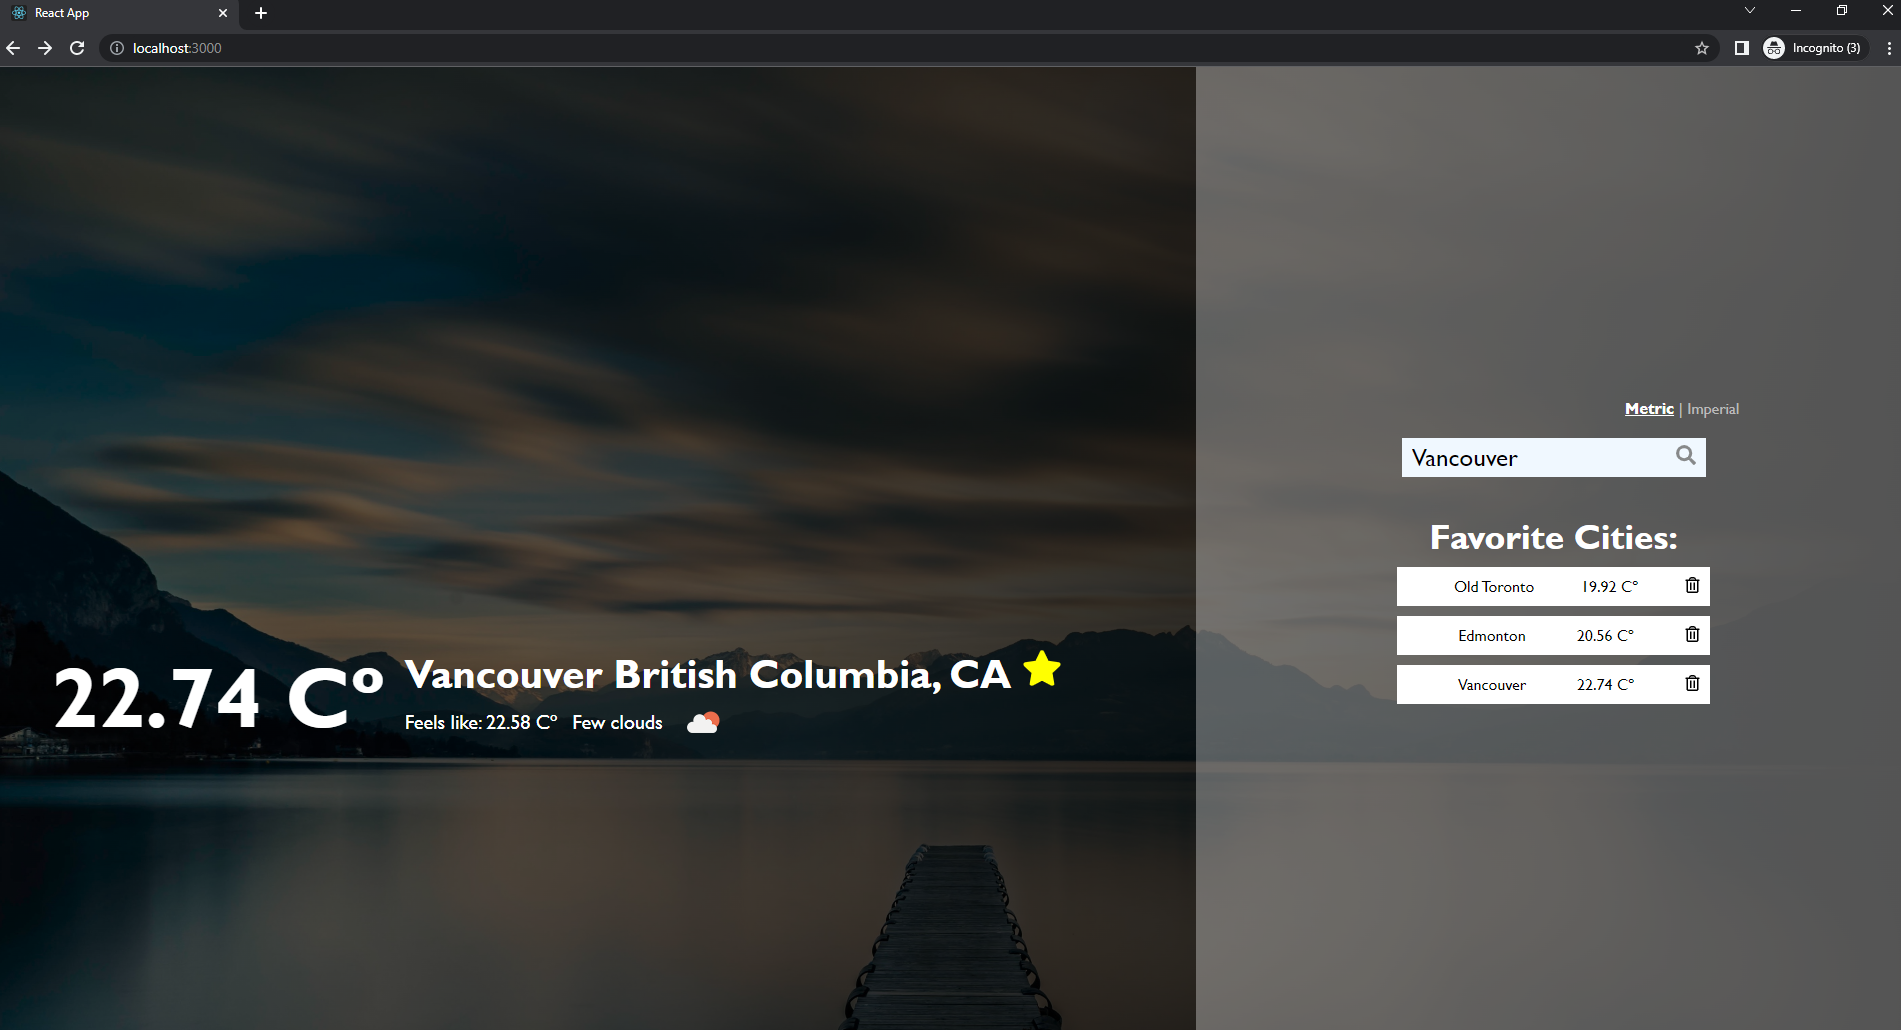 React App
localhost:3000
Incognito (3)
Metric | Imperial
Vancouver
Favorite Cities:
Old Toronto 19.92 C°
Edmonton 20.56 C°
Vancouver 22.74 C°
22.74 C°
Vancouver British Columbia, CA
Feels like: 22.58 C° Few clouds